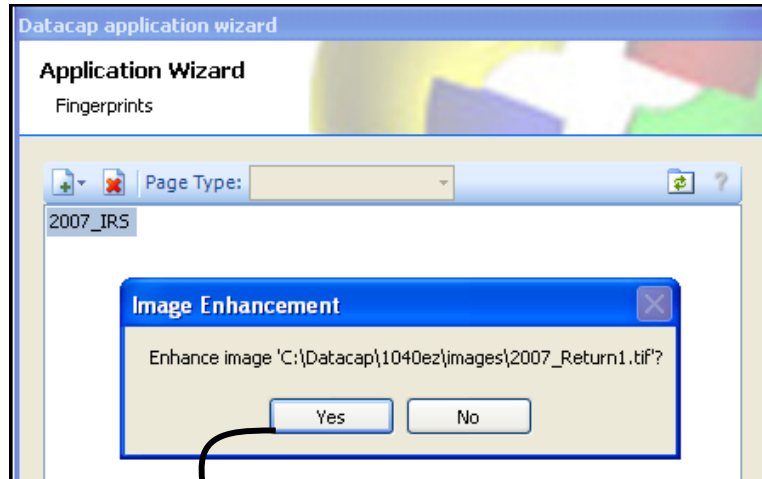 Datacap application wizard
Application Wizard
Fingerprints
Page Type:
?
2007_IRS
Image Enhancement
Enhance image 'C:\Datacap\1040ez\images\2007_Return1.tif'?
Yes No